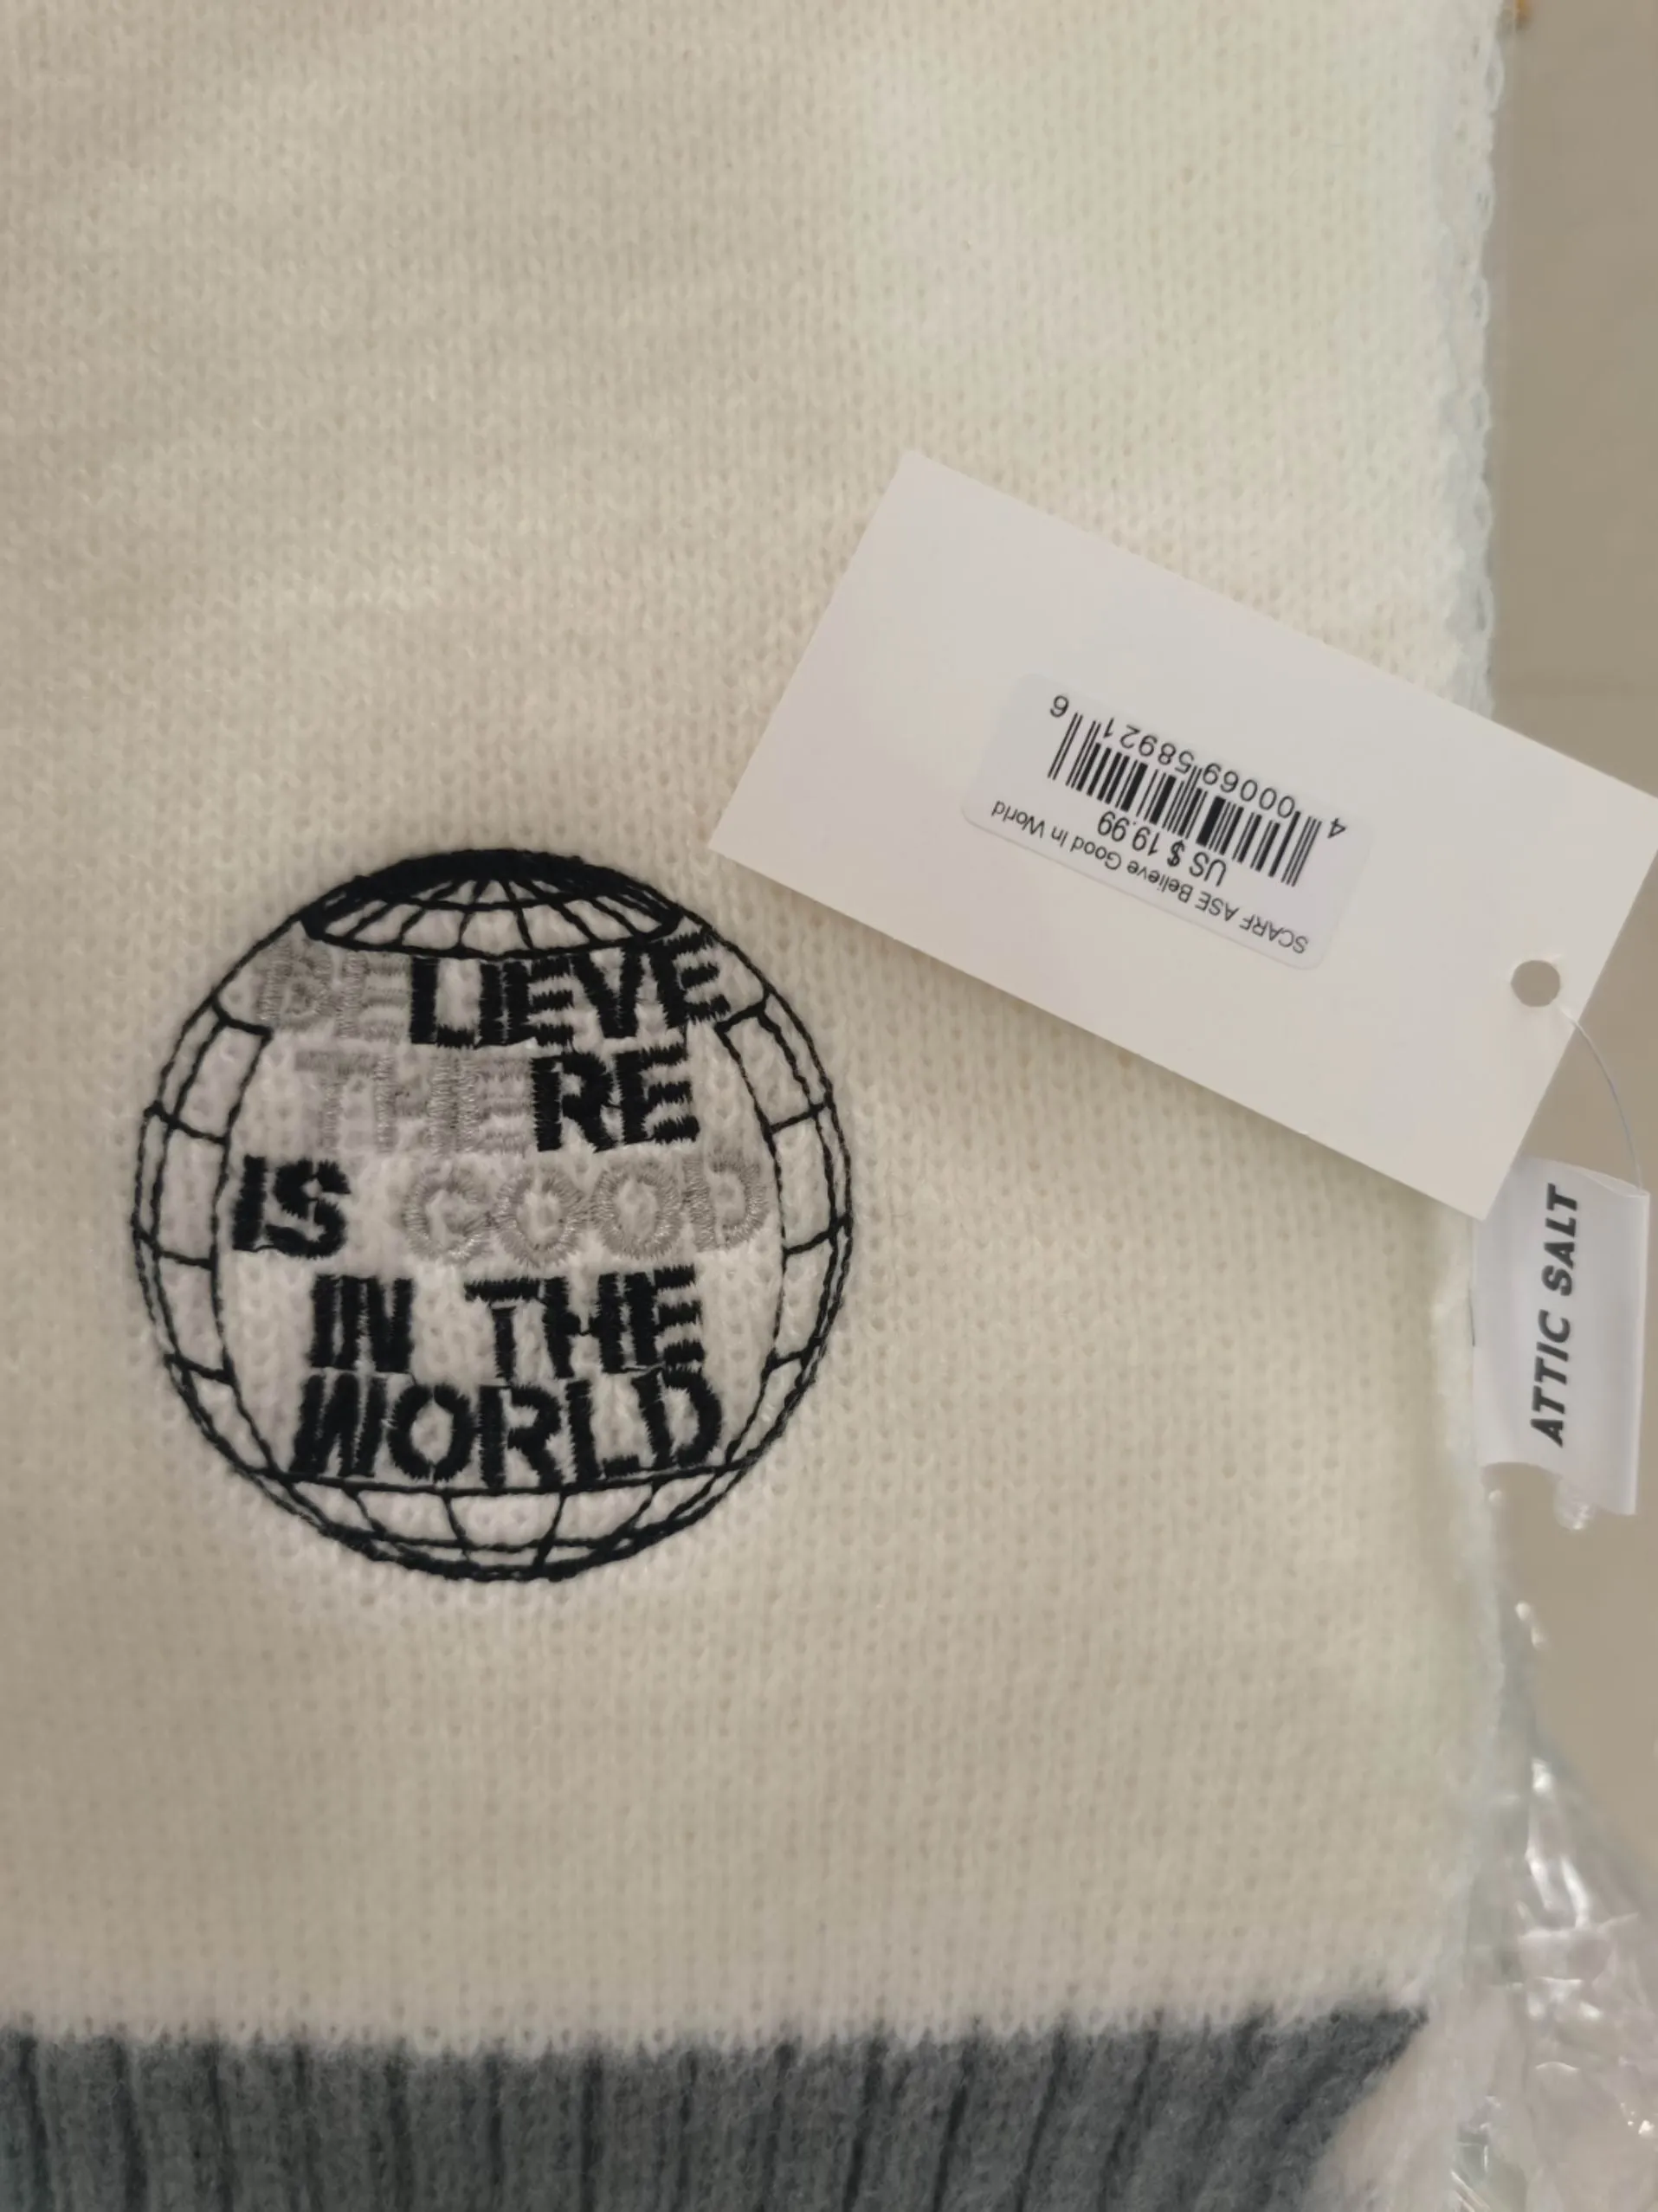 BELIEVE
THERE
IS GOOD
IN THE
WORLD
SCARF ASE Believe Good In World
US $ 19.99
4 00069 58921 6
ATTIC SALT